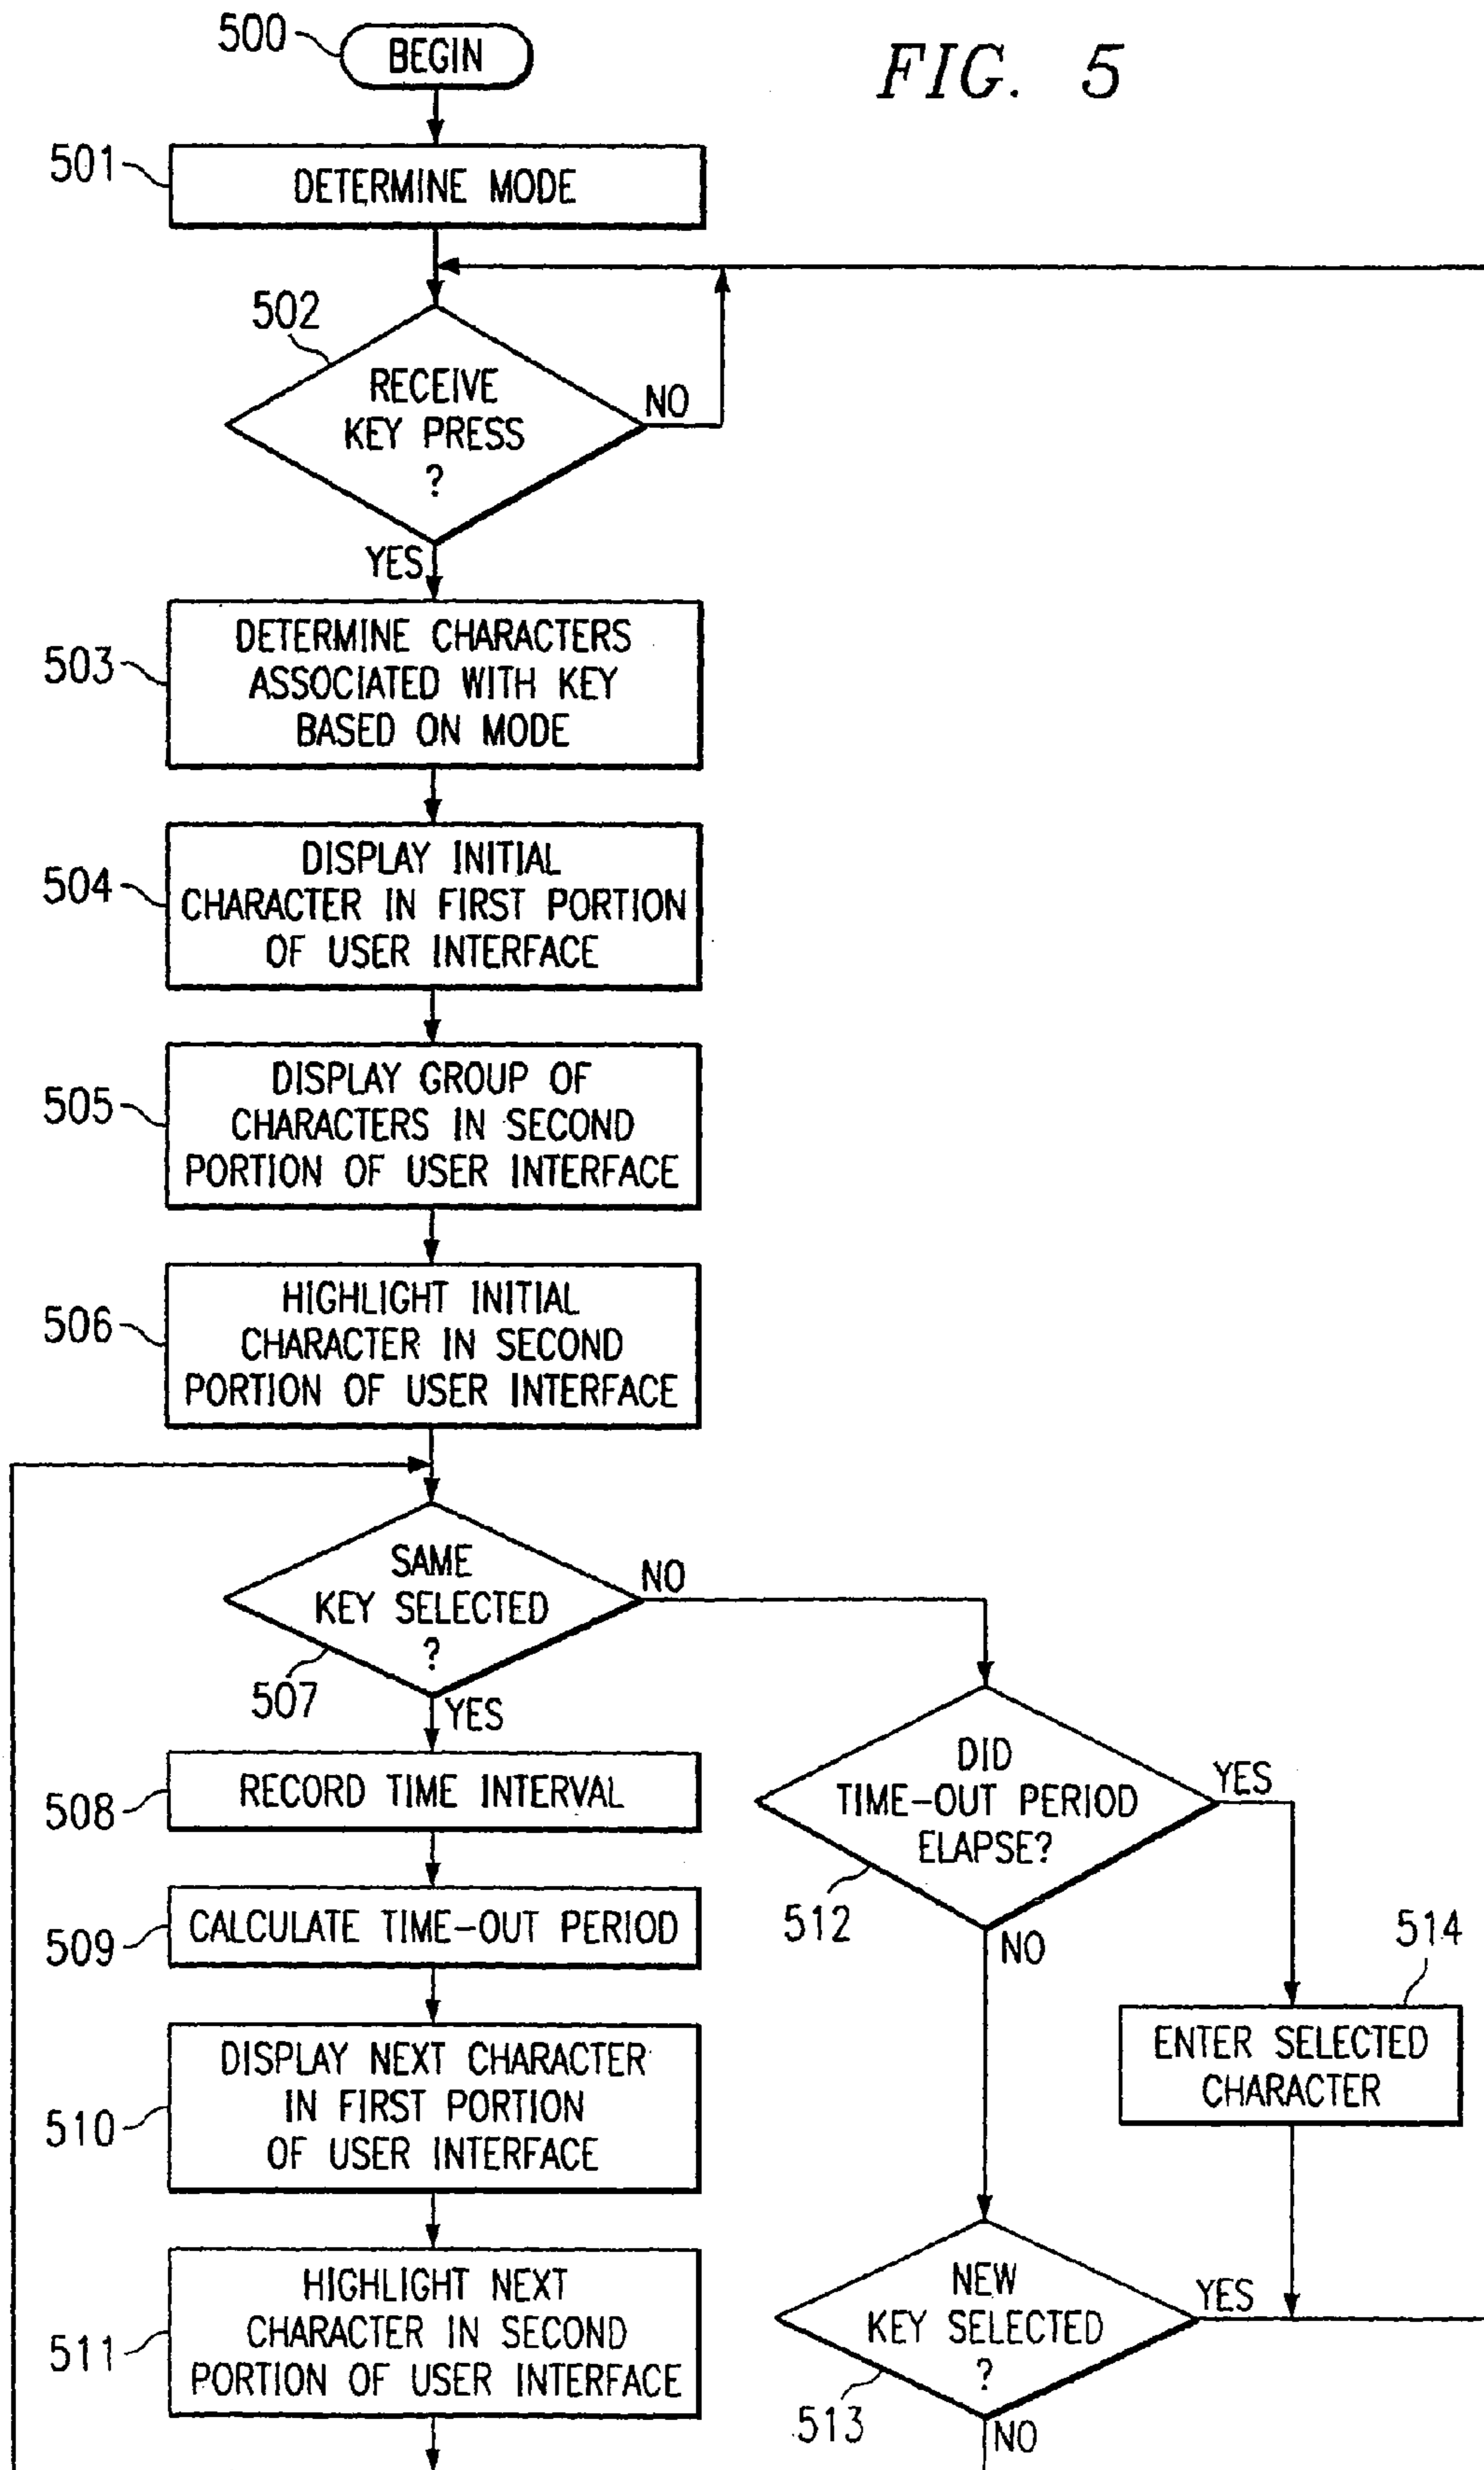 FIG. 5
500
BEGIN
501
DETERMINE MODE
502
RECEIVE
KEY PRESS
?
NO
YES
503
DETERMINE CHARACTERS
ASSOCIATED WITH KEY
BASED ON MODE
504
DISPLAY INITIAL
CHARACTER IN FIRST PORTION
OF USER INTERFACE
505
DISPLAY GROUP OF
CHARACTERS IN SECOND
PORTION OF USER INTERFACE
506
HIGHLIGHT INITIAL
CHARACTER IN SECOND
PORTION OF USER INTERFACE
SAME
KEY SELECTED
?
NO
507
YES
508
RECORD TIME INTERVAL
509
CALCULATE TIME-OUT PERIOD
510
DISPLAY NEXT CHARACTER
IN FIRST PORTION
OF USER INTERFACE
511
HIGHLIGHT NEXT
CHARACTER IN SECOND
PORTION OF USER INTERFACE
DID
TIME-OUT PERIOD
ELAPSE?
YES
512
NO
514
ENTER SELECTED
CHARACTER
NEW
KEY SELECTED
?
YES
513
NO